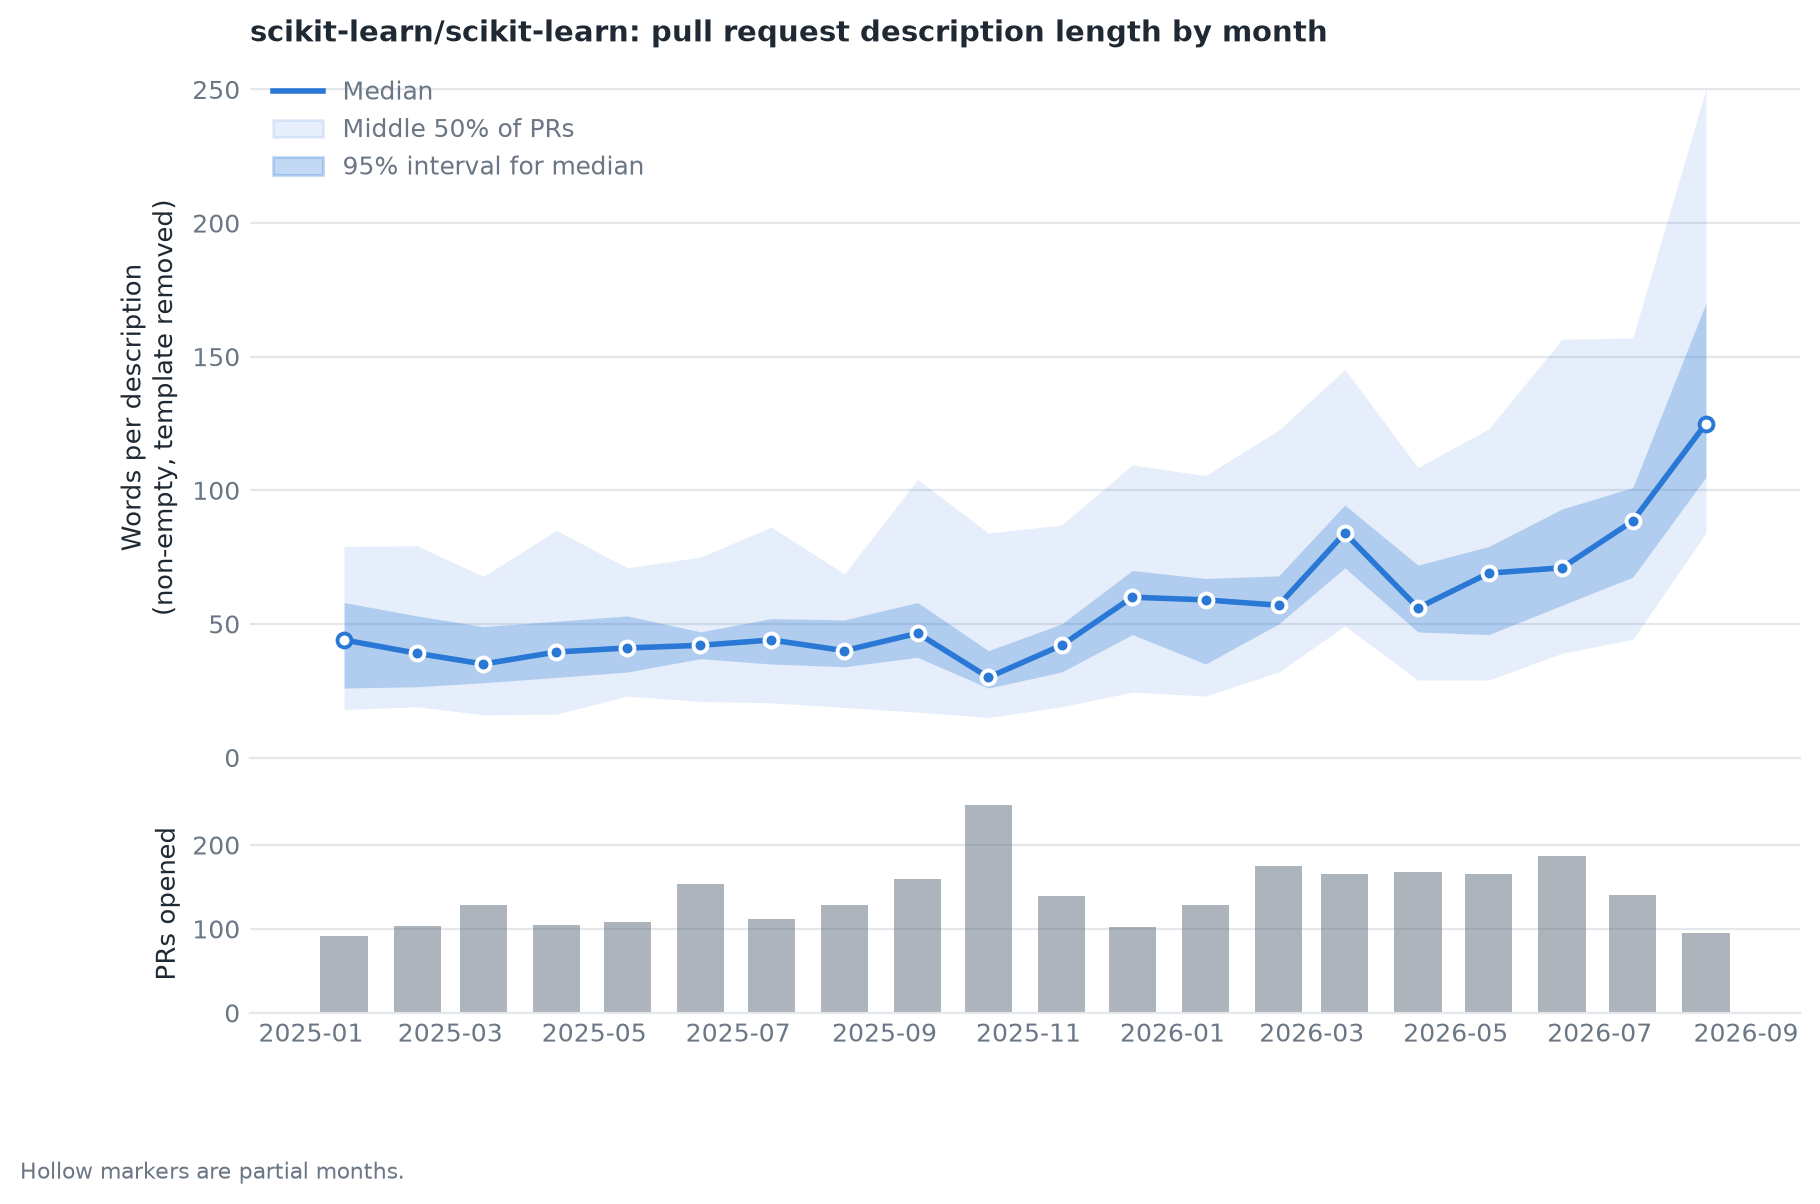 scikit-learn/scikit-learn: pull request description length by month
Median
Middle 50% of PRs
95% interval for median
Words per description
(non-empty, template removed)
250
200
150
100
50
0
PRs opened
200
100
0
2025-01 2025-03 2025-05 2025-07 2025-09 2025-11 2026-01 2026-03 2026-05 2026-07 2026-09
Hollow markers are partial months.